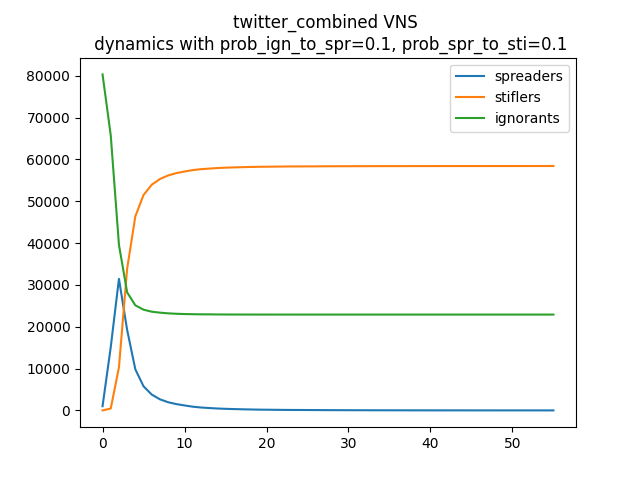 twitter_combined VNS
dynamics with prob_ign_to_spr=0.1, prob_spr_to_sti=0.1
80000
70000
60000
50000
40000
30000
20000
10000
0
spreaders
stiflers
ignorants
0 10 20 30 40 50